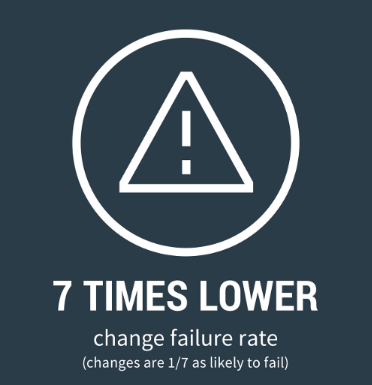 7 TIMES LOWER
change failure rate
(changes are 1/7 as likely to fail)